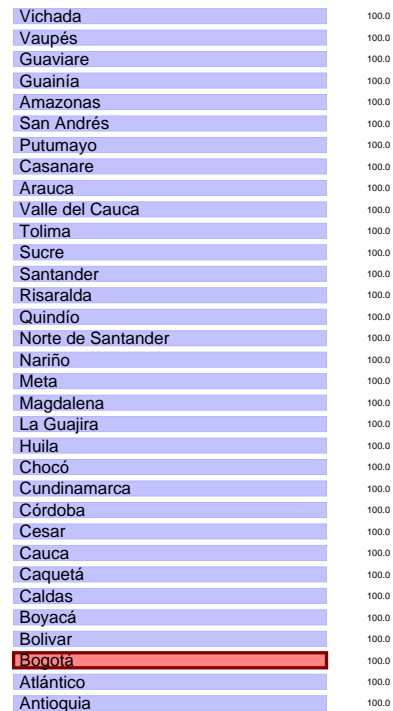 Vichada 100.0
Vaupés 100.0
Guaviare 100.0
Guainía 100.0
Amazonas 100.0
San Andrés 100.0
Putumayo 100.0
Casanare 100.0
Arauca 100.0
Valle del Cauca 100.0
Tolima 100.0
Sucre 100.0
Santander 100.0
Risaralda 100.0
Quindío 100.0
Norte de Santander 100.0
Nariño 100.0
Meta 100.0
Magdalena 100.0
La Guajira 100.0
Huila 100.0
Chocó 100.0
Cundinamarca 100.0
Córdoba 100.0
Cesar 100.0
Cauca 100.0
Caquetá 100.0
Caldas 100.0
Boyacá 100.0
Bolivar 100.0
Bogotá 100.0
Atlántico 100.0
Antioquia 100.0